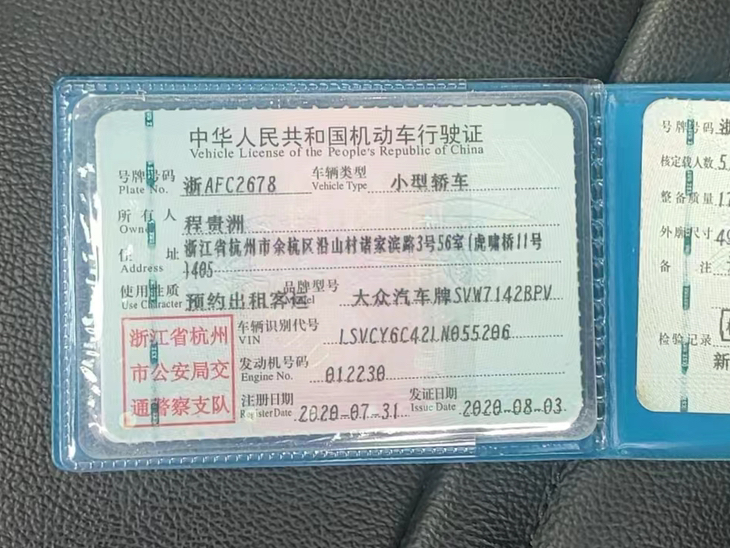 中华人民共和国机动车行驶证
Vehicle License of the People's Republic of China
号牌号码 浙AFC2678 车辆类型 小型轿车
Plate No. Vehicle Type
所有人 程贵洲
Owne
住址 浙江省杭州市余杭区沿山村诸家滨路3号56室(虎啸桥11号
Address )405
使用性质 预约出租客运 品牌型号 大众汽车牌SVW7142BPV
Use Character del
车辆识别代号 LSVCY6C42LN055206
VIN
发动机号码 012230
Engine No.
注册日期 2020-07-31 发证日期 2020-08-03
Register Date Issue Date
浙江省杭州
市公安局交
通警察支队
号牌号码 浙
核定载人数 5
整备质量 17
外廓尺寸 49
备注
检验记录
新